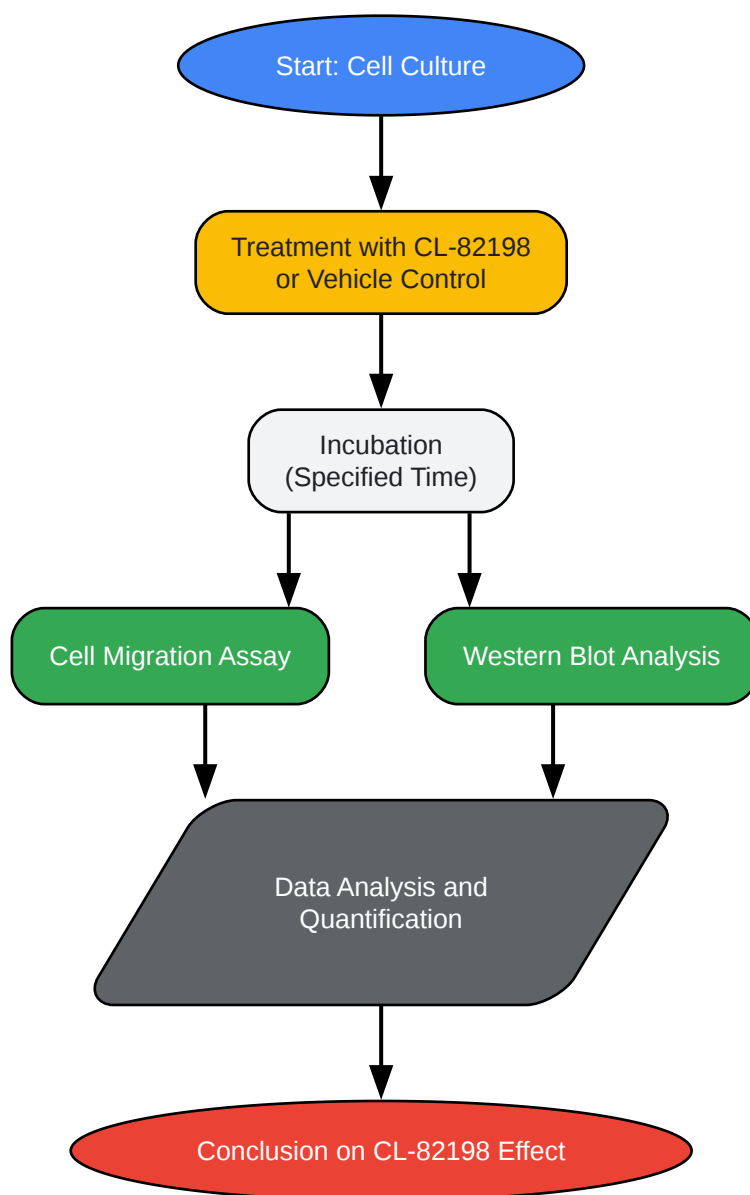 Start: Cell Culture
Treatment with CL-82198
or Vehicle Control
Incubation
(Specified Time)
Cell Migration Assay
Western Blot Analysis
Data Analysis and
Quantification
Conclusion on CL-82198 Effect